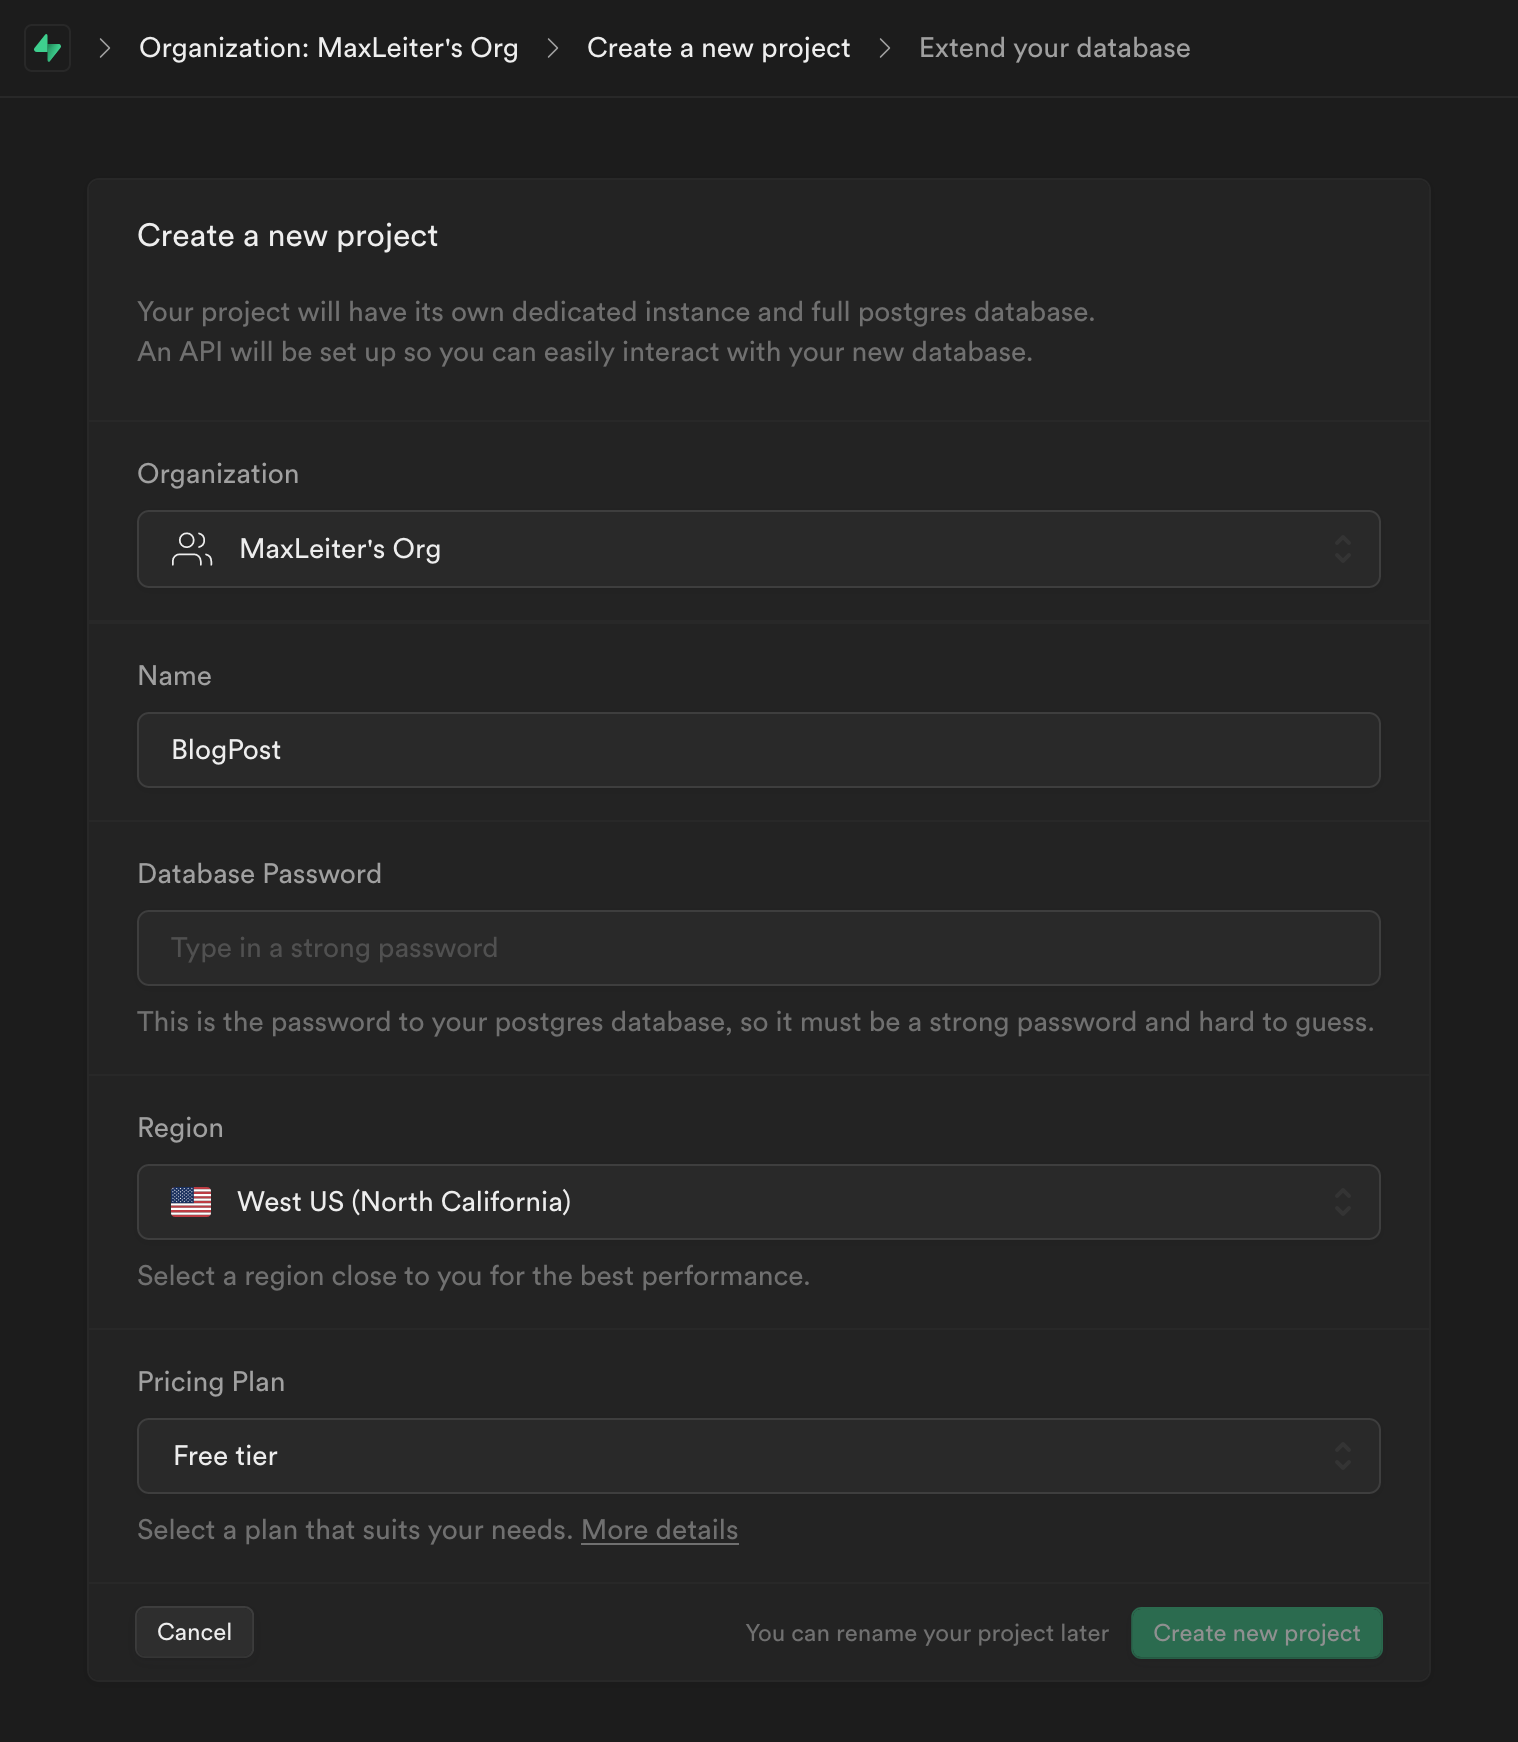 Organization: MaxLeiter's Org
Create a new project
Extend your database
Create a new project
Your project will have its own dedicated instance and full postgres database.
An API will be set up so you can easily interact with your new database.
Organization
MaxLeiter's Org
Name
BlogPost
Database Password
Type in a strong password
This is the password to your postgres database, so it must be a strong password and hard to guess.
Region
West US (North California)
Select a region close to you for the best performance.
Pricing Plan
Free tier
Select a plan that suits your needs. More details
Cancel
You can rename your project later
Create new project